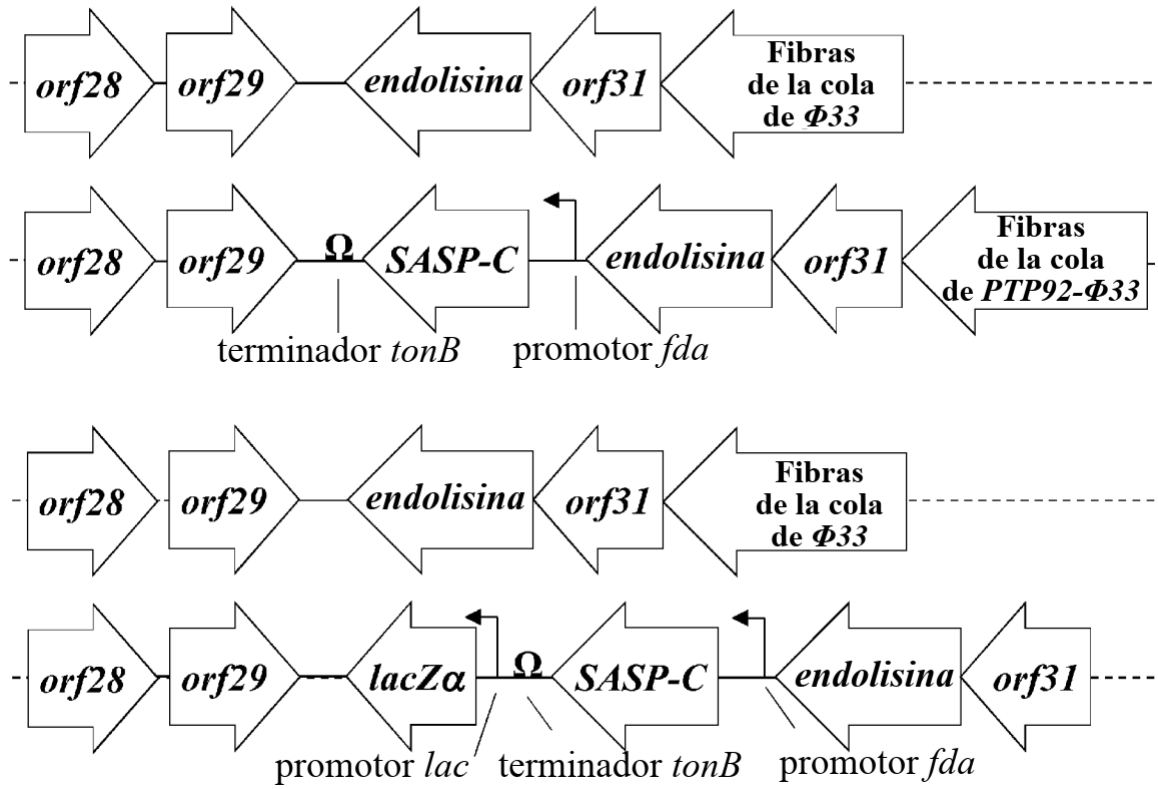 orf28 orf29 endolisina orf31 Fibras
de la cola
de Φ33
orf28 orf29 Ω SASP-C endolisina orf31 Fibras
de la cola
de PTP92-Φ33
terminador tonB promotor fda
orf28 orf29 endolisina orf31 Fibras
de la cola
de Φ33
orf28 orf29 lacZα Ω SASP-C endolisina orf31
promotor lac terminador tonB promotor fda